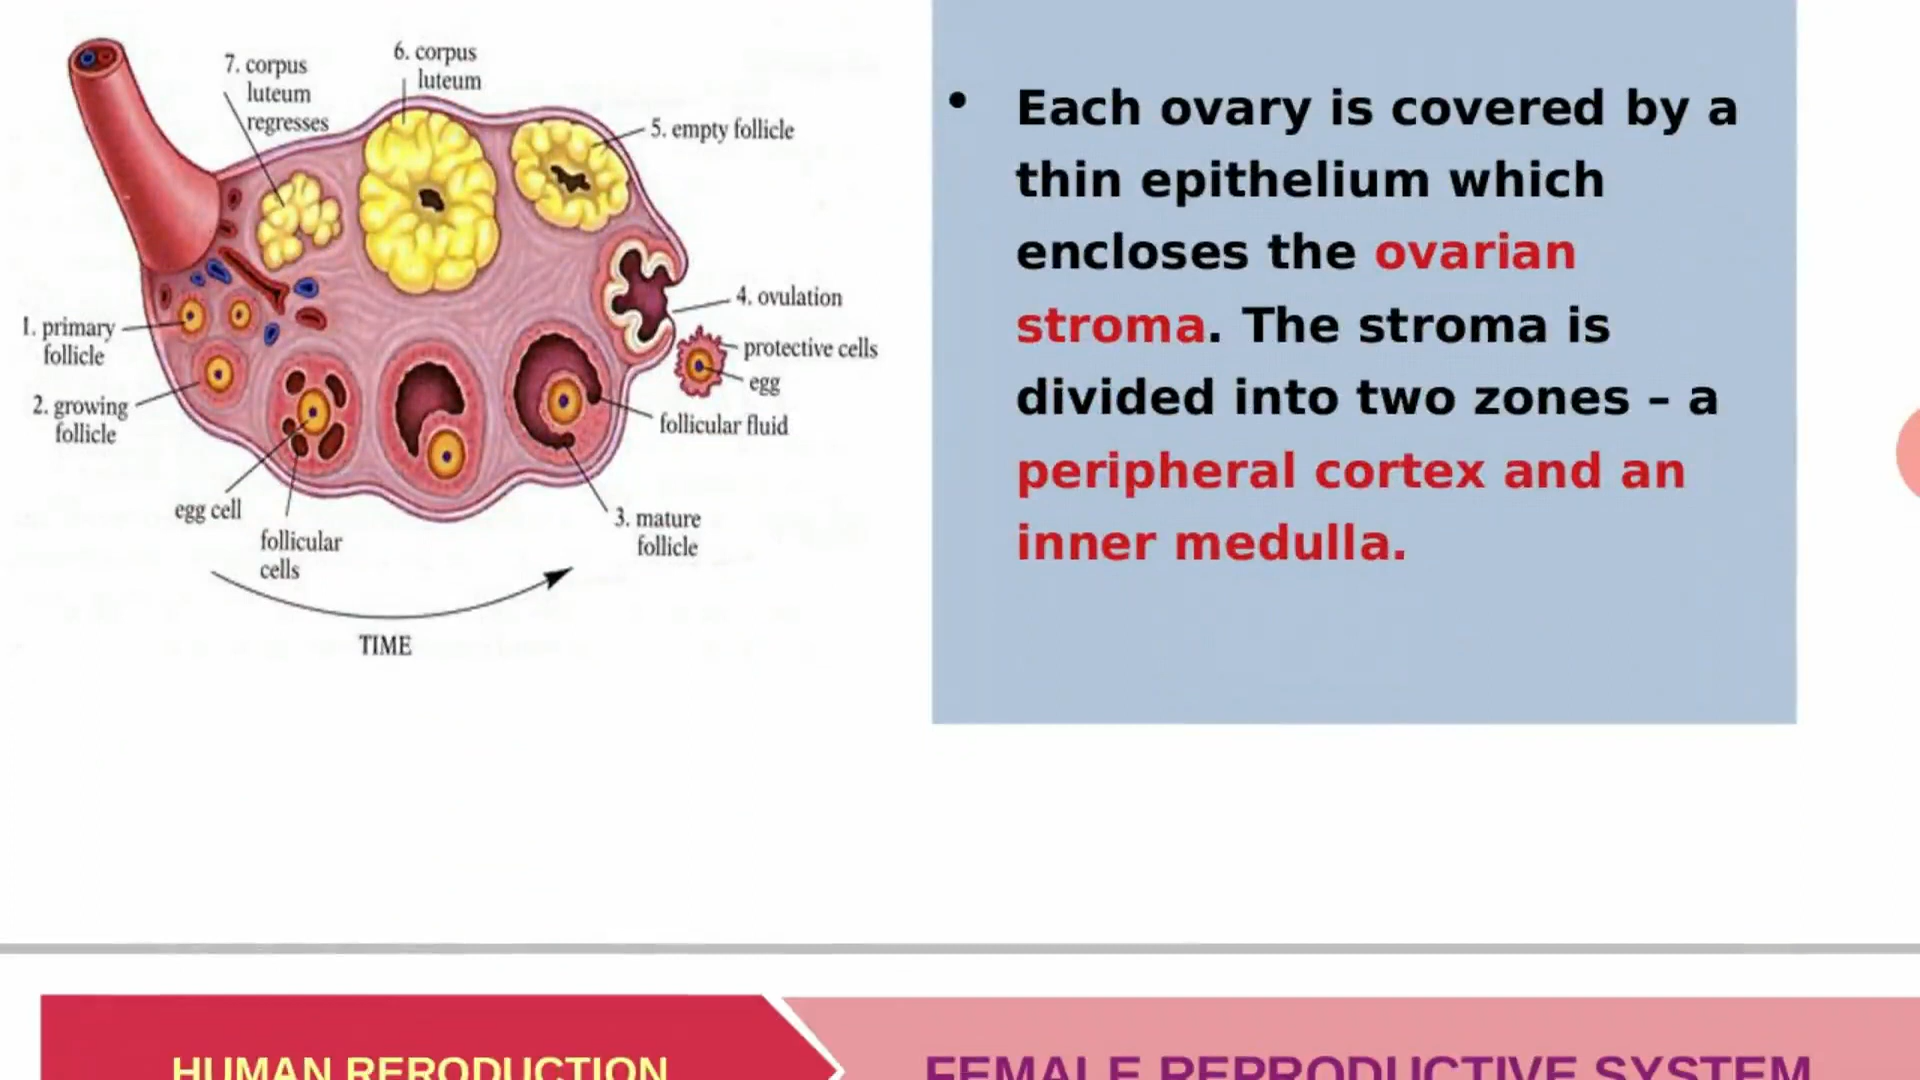 7. corpus
luteum
regresses
6. corpus
luteum
5. empty follicle
4. ovulation
protective cells
egg
follicular fluid
3. mature
follicle
1. primary
follicle
2. growing
follicle
egg cell
follicular
cells
TIME
• Each ovary is covered by a
thin epithelium which
encloses the ovarian
stroma. The stroma is
divided into two zones – a
peripheral cortex and an
inner medulla.
HUMAN RERODUCTION
FEMALE REPRODUCTIVE SYSTEM